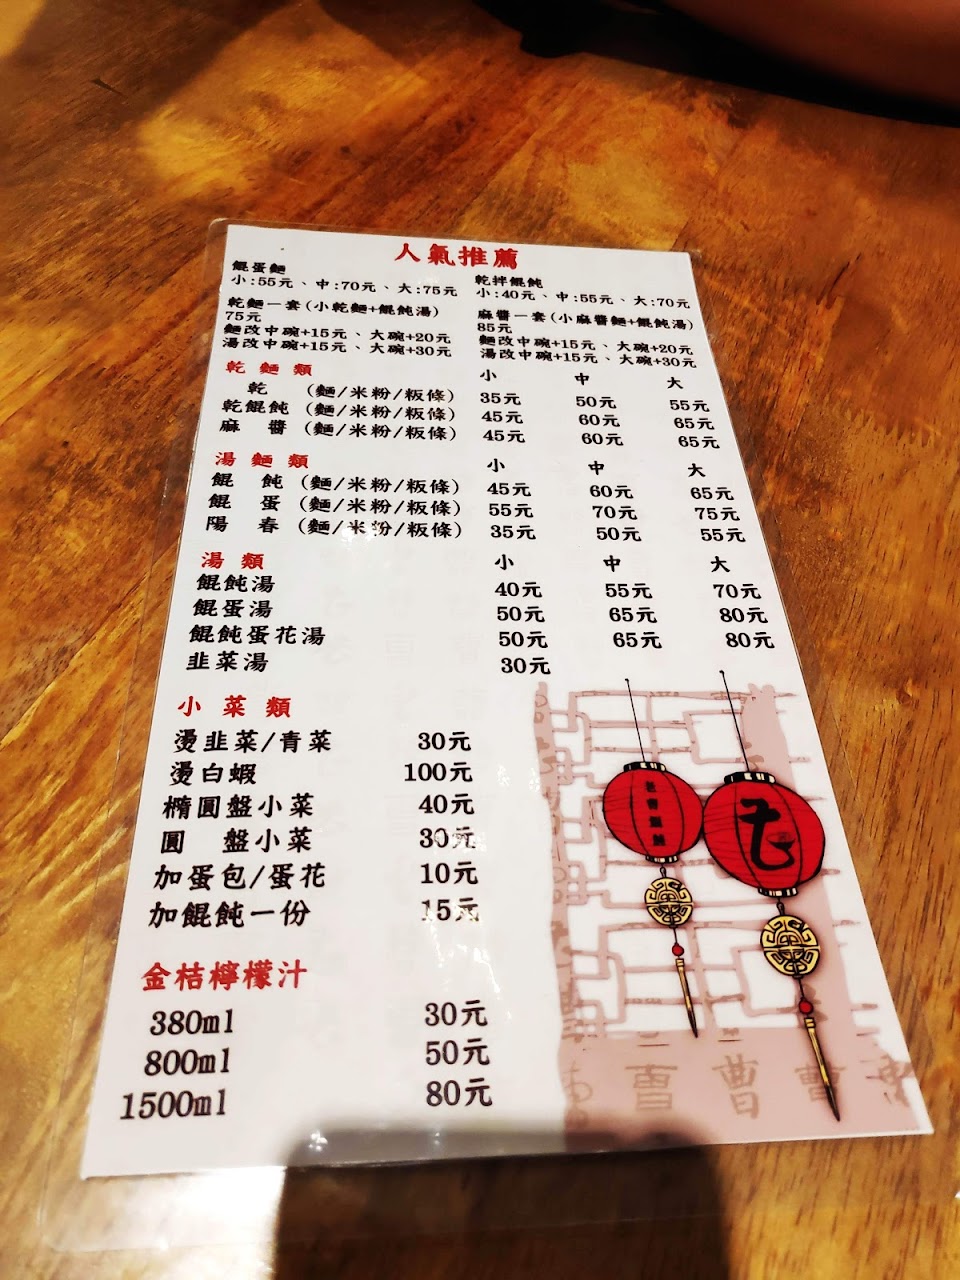 人氣推薦
餛蛋麵
小:55元、中:70元、大:75元
乾拌餛飩
小:40元、中:55元、大:70元
乾麵一套(小乾麵+餛飩湯)
75元
麵改中碗+15元、大碗+20元
湯改中碗+15元、大碗+30元
麻醬一套(小麻醬麵+餛飩湯)
85元
麵改中碗+15元、大碗+20元
湯改中碗+15元、大碗+30元
乾麵類 小 中 大
乾 (麵/米粉/粄條) 35元 50元 55元
乾餛飩 (麵/米粉/粄條) 45元 60元 65元
麻 醬 (麵/米粉/粄條) 45元 60元 65元
湯麵類 小 中 大
餛 飩 (麵/米粉/粄條) 45元 60元 65元
餛 蛋 (麵/米粉/粄條) 55元 70元 75元
陽 春 (麵/米粉/粄條) 35元 50元 55元
湯類 小 中 大
餛飩湯 40元 55元 70元
餛蛋湯 50元 65元 80元
餛飩蛋花湯 50元 65元 80元
韭菜湯 30元
小菜類
燙韭菜/青菜 30元
燙白蝦 100元
橢圓盤小菜 40元
圓 盤小菜 30元
加蛋包/蛋花 10元
加餛飩一份 15元
金桔檸檬汁
380ml 30元
800ml 50元
1500ml 80元
曹